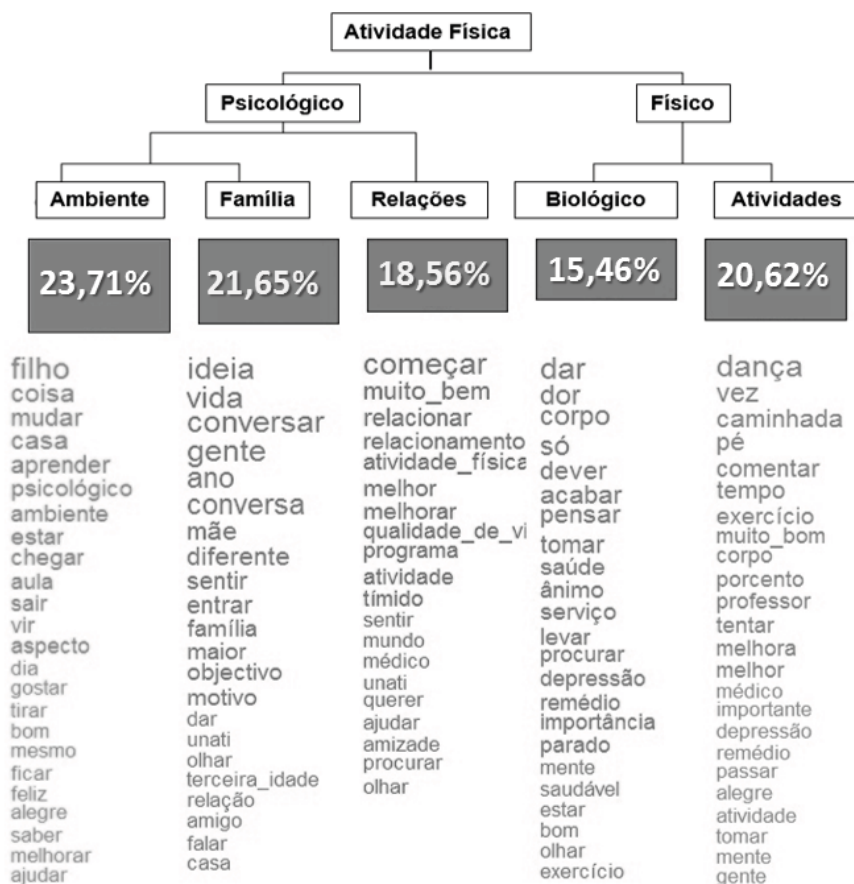 Atividade Física
Psicológico
Físico
Ambiente
Família
Relações
Biológico
Atividades
23,71%
21,65%
18,56%
15,46%
20,62%
filho
coisa
mudar
casa
aprender
psicológico
ambiente
estar
chegar
aula
sair
vir
aspecto
dia
gostar
tirar
bom
mesmo
ficar
feliz
alegre
saber
melhorar
ajudar
ideia
vida
conversar
gente
ano
conversa
mãe
diferente
sentir
entrar
família
maior
objectivo
motivo
dar
unati
olhar
terceira_idade
relação
amigo
falar
casa
começar
muito_bem
relacionar
relacionamento
atividade_física
melhor
melhorar
qualidade_de_vi
programa
atividade
tímido
sentir
mundo
médico
unati
querer
ajudar
amizade
procurar
olhar
dar
dor
corpo
só
dever
acabar
pensar
tomar
saúde
ânimo
serviço
levar
procurar
depressão
remédio
importância
parado
mente
saudável
estar
bom
olhar
exercício
dança
vez
caminhada
pé
comentar
tempo
exercício
muito_bom
corpo
porcento
professor
tentar
melhora
melhor
médico
importante
depressão
remédio
passar
alegre
atividade
tomar
mente
gente